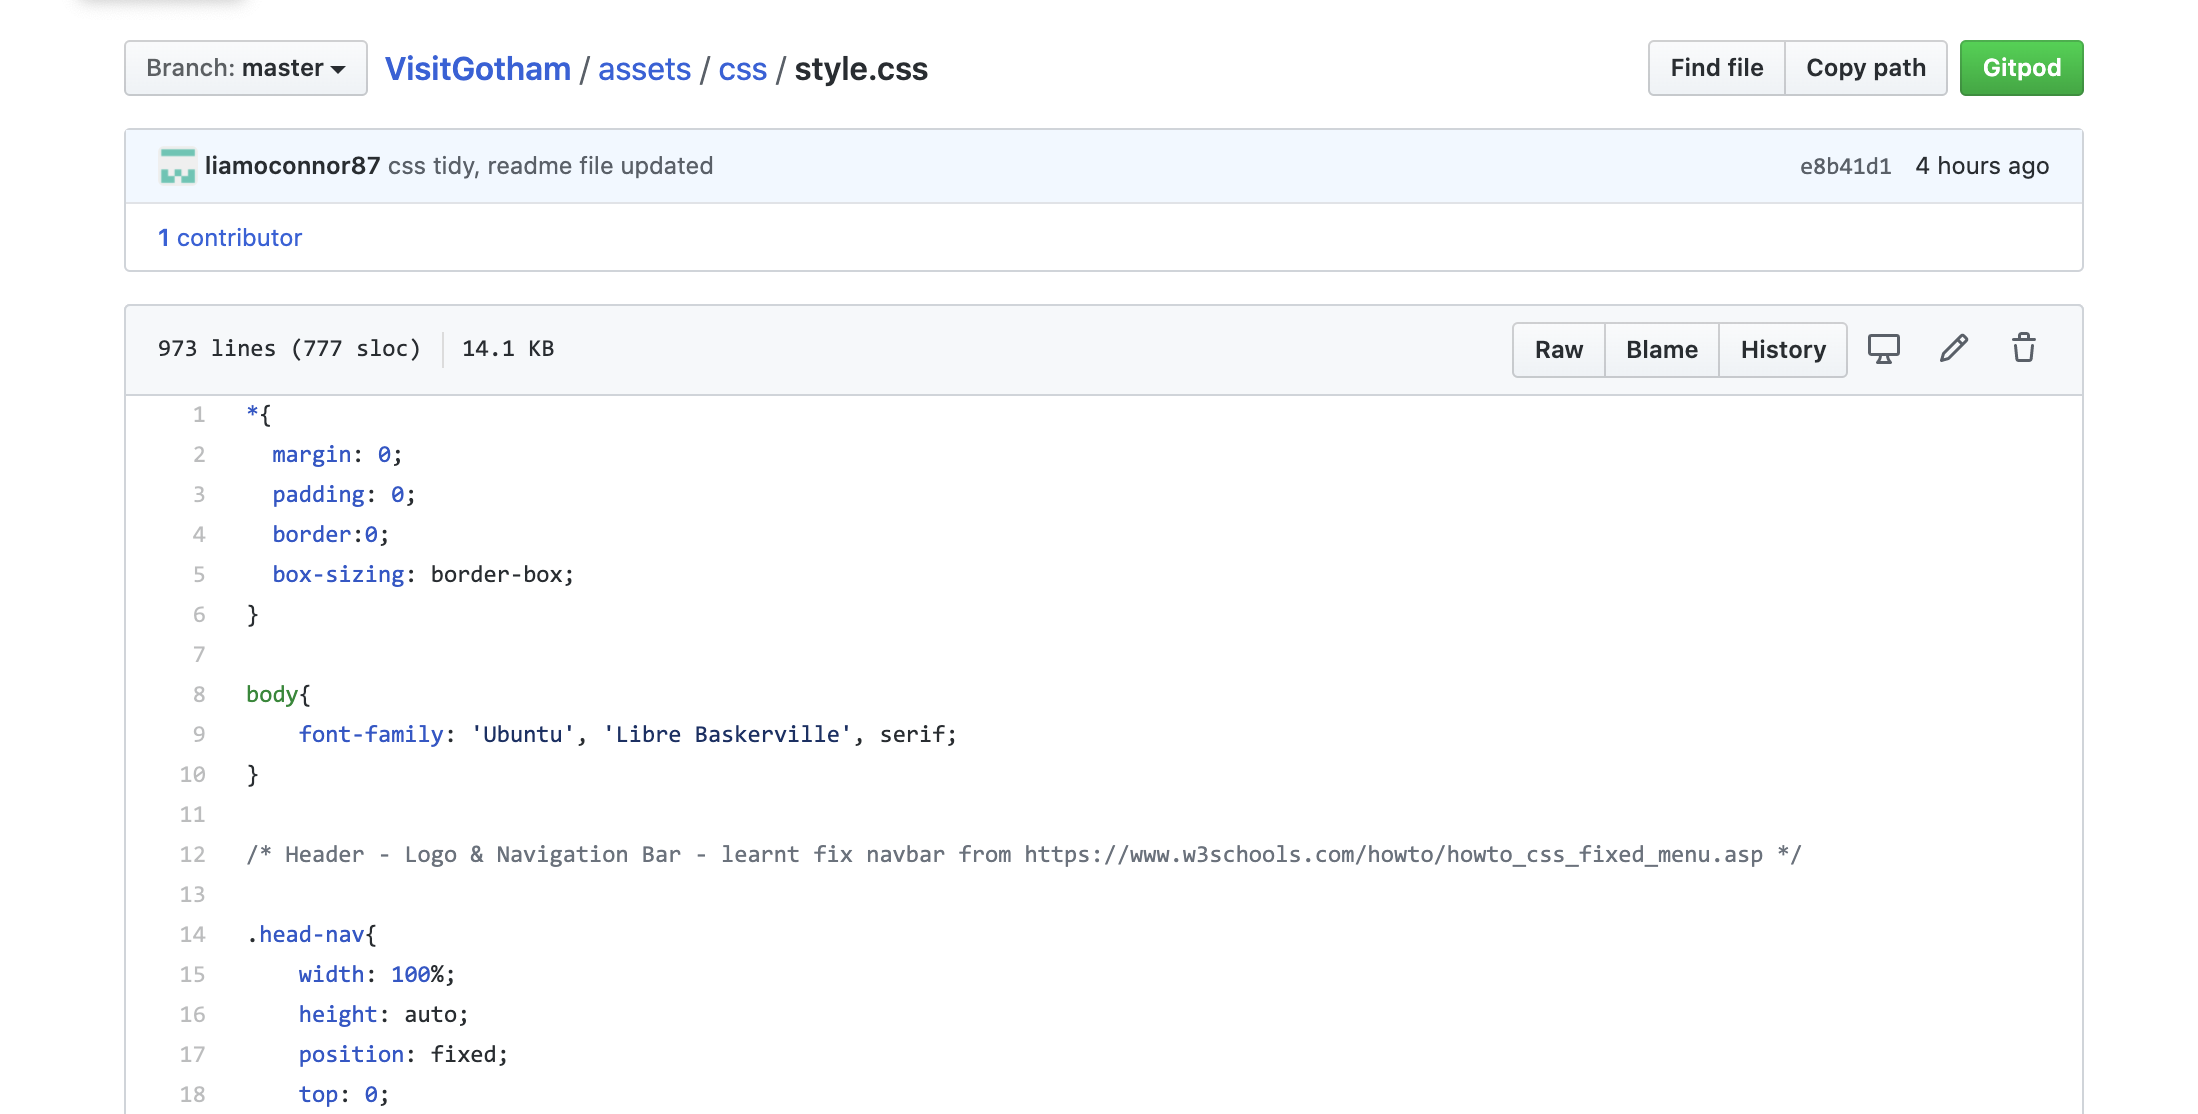 Branch: master VisitGotham / assets / css / style.css Find file Copy path Gitpod
liamoconnor87 css tidy, readme file updated e8b41d1 4 hours ago
1 contributor
973 lines (777 sloc) 14.1 KB Raw Blame History
1 *{
2 margin: 0;
3 padding: 0;
4 border:0;
5 box-sizing: border-box;
6 }
7
8 body{
9 font-family: 'Ubuntu', 'Libre Baskerville', serif;
10 }
11
12 /* Header - Logo & Navigation Bar - learnt fix navbar from https://www.w3schools.com/howto/howto_css_fixed_menu.asp */
13
14 .head-nav{
15 width: 100%;
16 height: auto;
17 position: fixed;
18 top: 0;